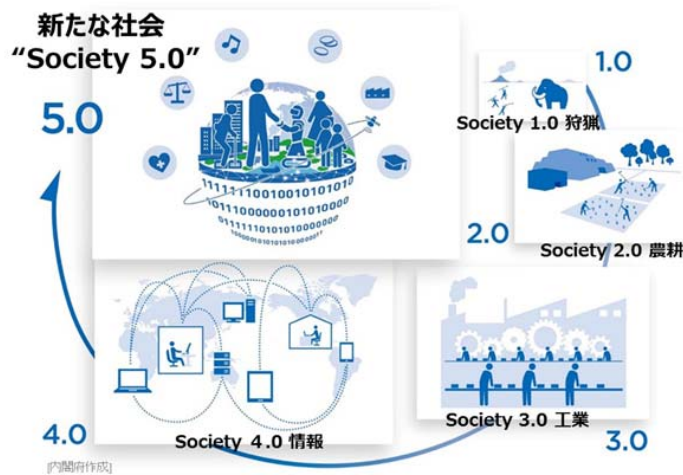 新たな社会
“Society 5.0”
5.0
1.0
Society 1.0 狩猟
2.0
Society 2.0 農耕
Society 3.0 工業
3.0
4.0
Society 4.0 情報
[内閣府作成]